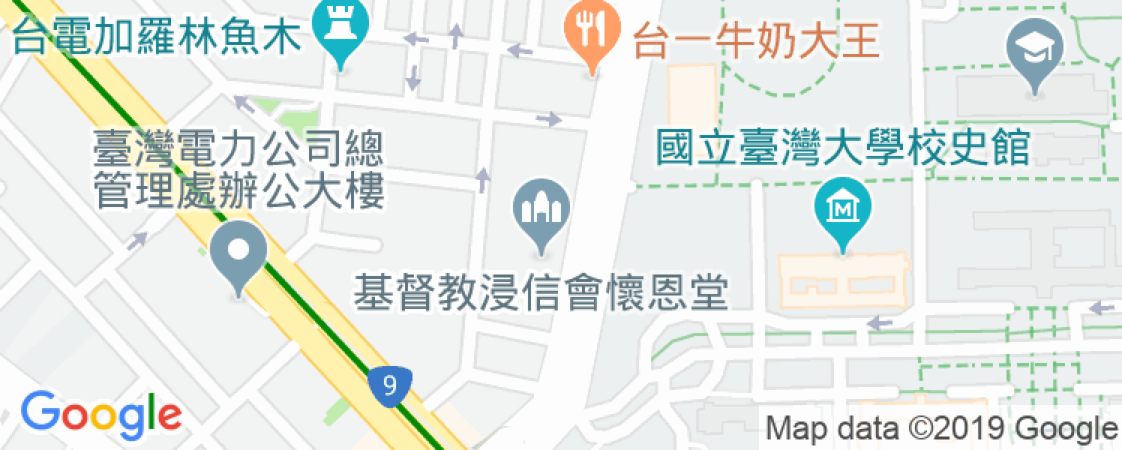 台電加羅林魚木
台一牛奶大王
臺灣電力公司總
管理處辦公大樓
國立臺灣大學校史館
M
基督教浸信會懷恩堂
9
Google
Map data ©2019 Google